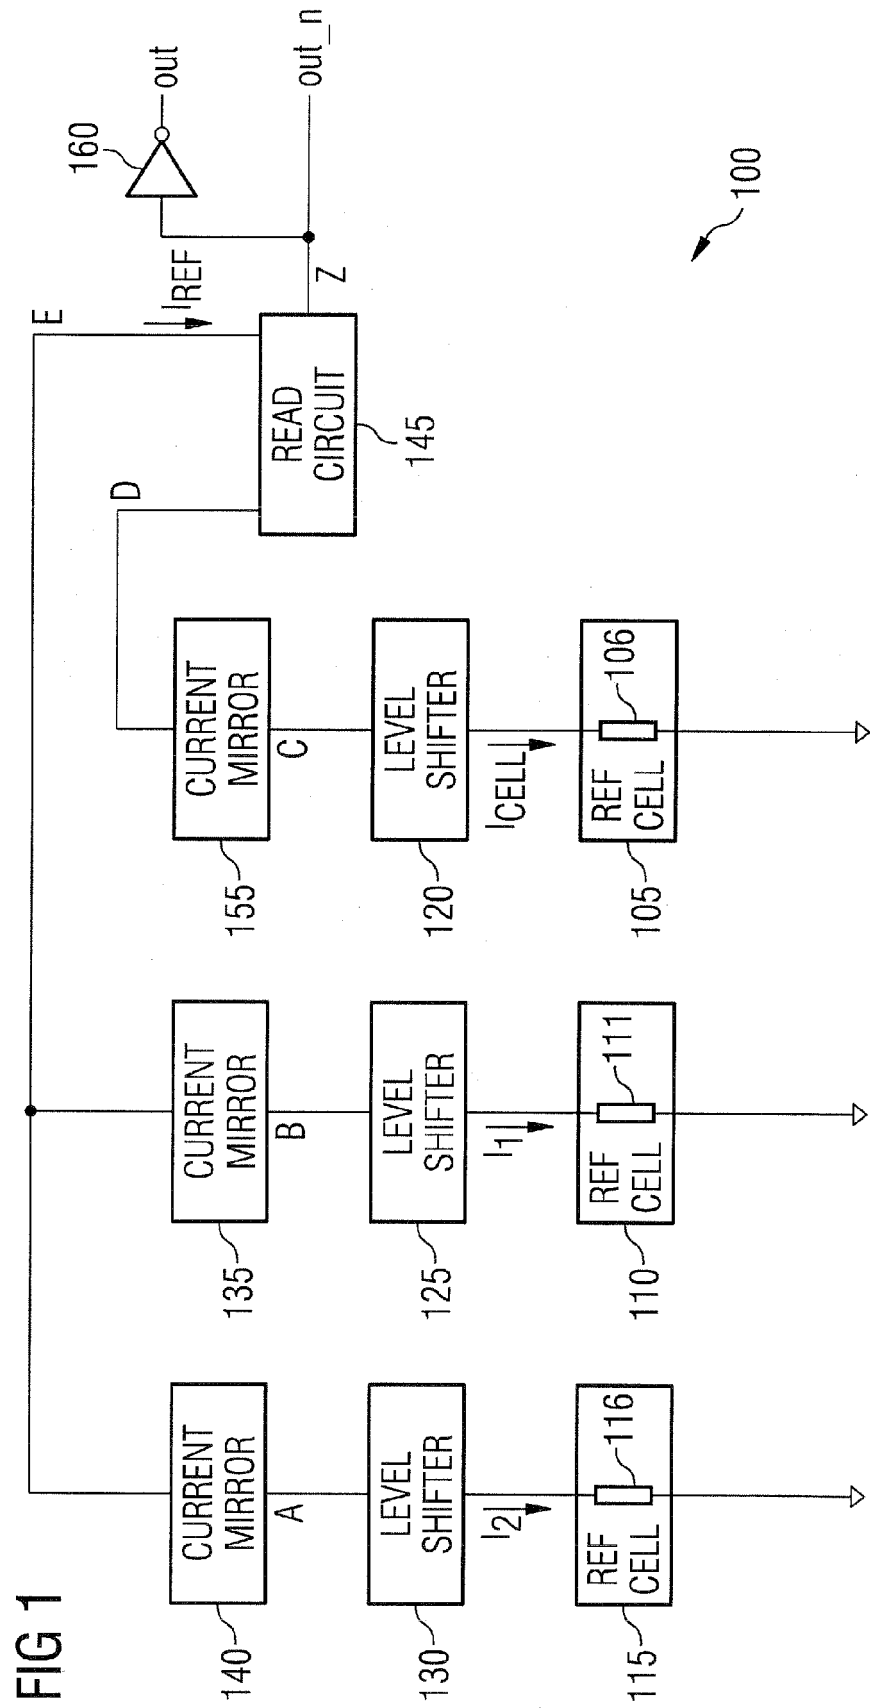 FIG 1
140
CURRENT
MIRROR
A
130
LEVEL
SHIFTER
I2
115
REF
CELL
116
135
CURRENT
MIRROR
B
125
LEVEL
SHIFTER
I1
110
REF
CELL
111
155
CURRENT
MIRROR
C
120
LEVEL
SHIFTER
ICELL
105
REF
CELL
106
D
E
IREF
READ
CIRCUIT
145
Z
160
out
out_n
100